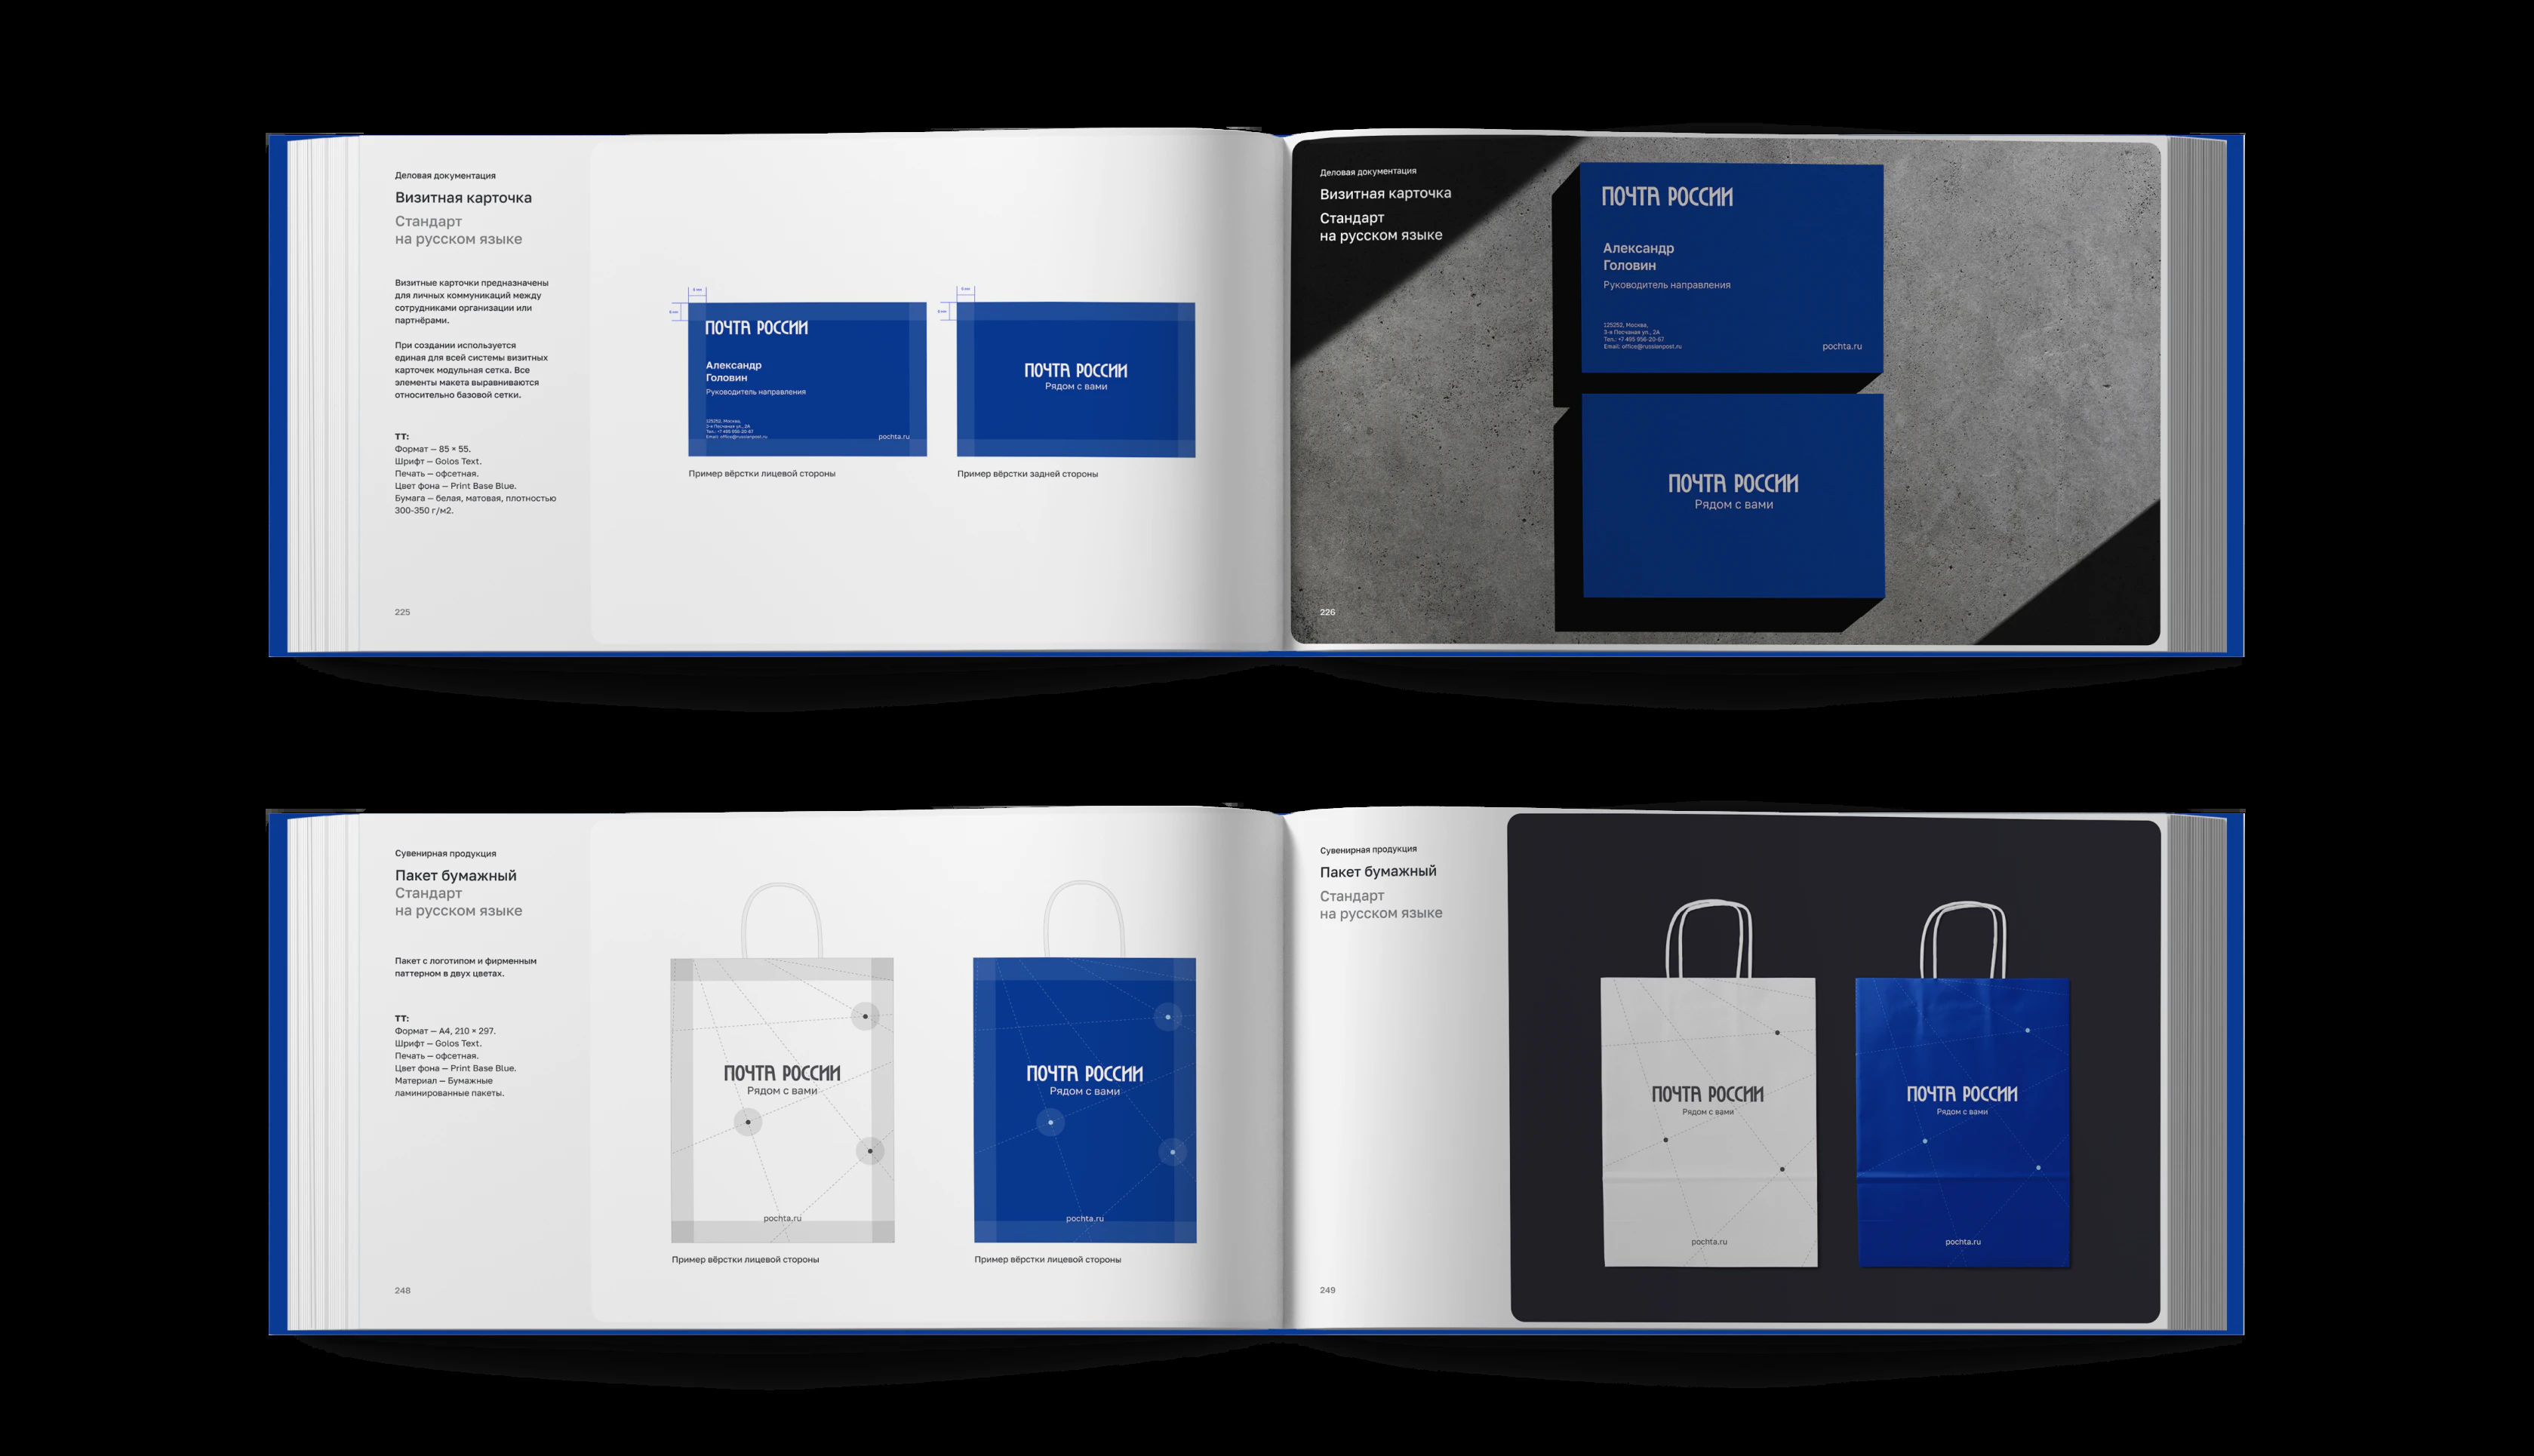 Деловая документация
Визитная карточка
Стандарт
на русском языке
Визитные карточки предназначены
для личных коммуникаций между
сотрудниками организации или
партнёрами.
При создании используется
единая для всей системы визитных
карточек модульная сетка. Все
элементы макета выравниваются
относительно базовой сетки.
ТТ:
Формат — 85 × 55.
Шрифт — Golos Text.
Печать — офсетная.
Цвет фона — Print Base Blue.
Бумага — белая, матовая, плотностью
300-350 г/м2.
225
6 мм
6 мм
ПОЧТА РОССИИ
Александр
Головин
Руководитель направления
125252, Москва,
3-я Песчаная ул., 2А
Тел.: +7 495 956-20-67
Email: office@russianpost.ru
pochta.ru
Пример вёрстки лицевой стороны
6 мм
6 мм
ПОЧТА РОССИИ
Рядом с вами
Пример вёрстки задней стороны
Деловая документация
Визитная карточка
Стандарт
на русском языке
226
ПОЧТА РОССИИ
Александр
Головин
Руководитель направления
125252, Москва,
3-я Песчаная ул., 2А
Тел.: +7 495 956-20-67
Email: office@russianpost.ru
pochta.ru
ПОЧТА РОССИИ
Рядом с вами
Сувенирная продукция
Пакет бумажный
Стандарт
на русском языке
Пакет с логотипом и фирменным
паттерном в двух цветах.
ТТ:
Формат — А4, 210 × 297.
Шрифт — Golos Text.
Печать — офсетная.
Цвет фона — Print Base Blue.
Материал — Бумажные
ламинированные пакеты.
248
ПОЧТА РОССИИ
Рядом с вами
pochta.ru
Пример вёрстки лицевой стороны
ПОЧТА РОССИИ
Рядом с вами
pochta.ru
Пример вёрстки лицевой стороны
Сувенирная продукция
Пакет бумажный
Стандарт
на русском языке
249
ПОЧТА РОССИИ
Рядом с вами
pochta.ru
ПОЧТА РОССИИ
Рядом с вами
pochta.ru